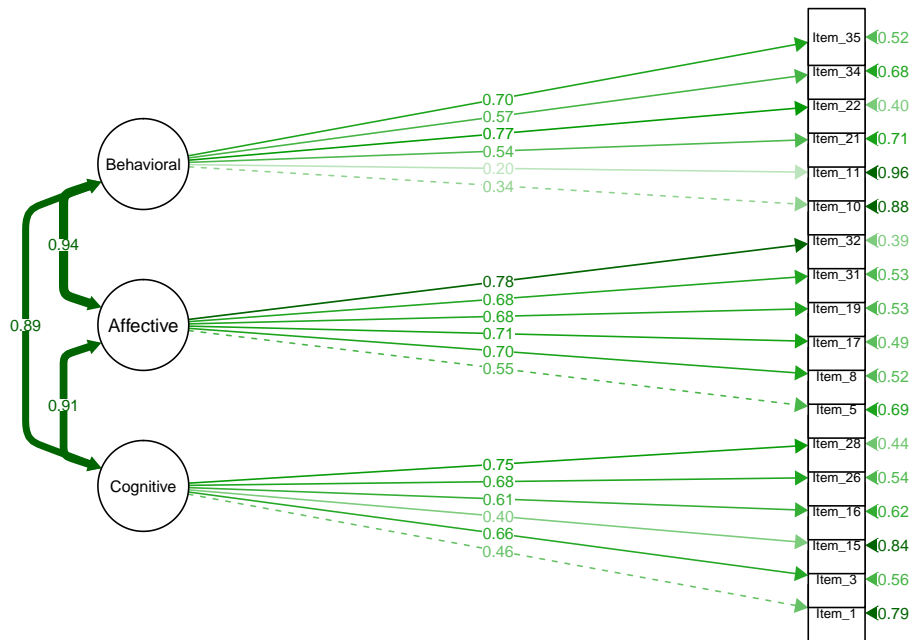 Behavioral
Affective
Cognitive
0.94
0.89
0.91
0.70
0.57
0.77
0.54
0.20
0.34
0.78
0.68
0.68
0.71
0.70
0.55
0.75
0.68
0.61
0.40
0.66
0.46
Item_35 0.52
Item_34 0.68
Item_22 0.40
Item_21 0.71
Item_11 0.96
Item_10 0.88
Item_32 0.39
Item_31 0.53
Item_19 0.53
Item_17 0.49
Item_8 0.52
Item_5 0.69
Item_28 0.44
Item_26 0.54
Item_16 0.62
Item_15 0.84
Item_3 0.56
Item_1 0.79